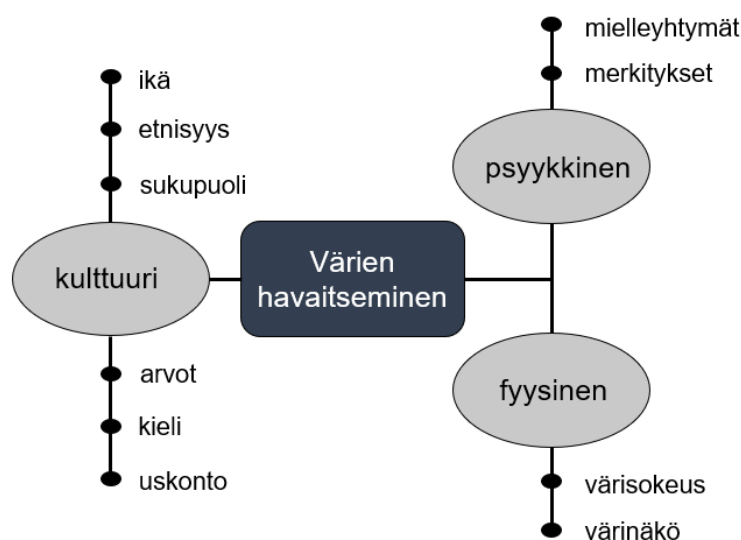 mielleyhtymät
merkitykset
psyykkinen
ikä
etnisyys
sukupuoli
kulttuuri
Värien
havaitseminen
arvot
kieli
uskonto
fyysinen
värisokeus
värinäkö